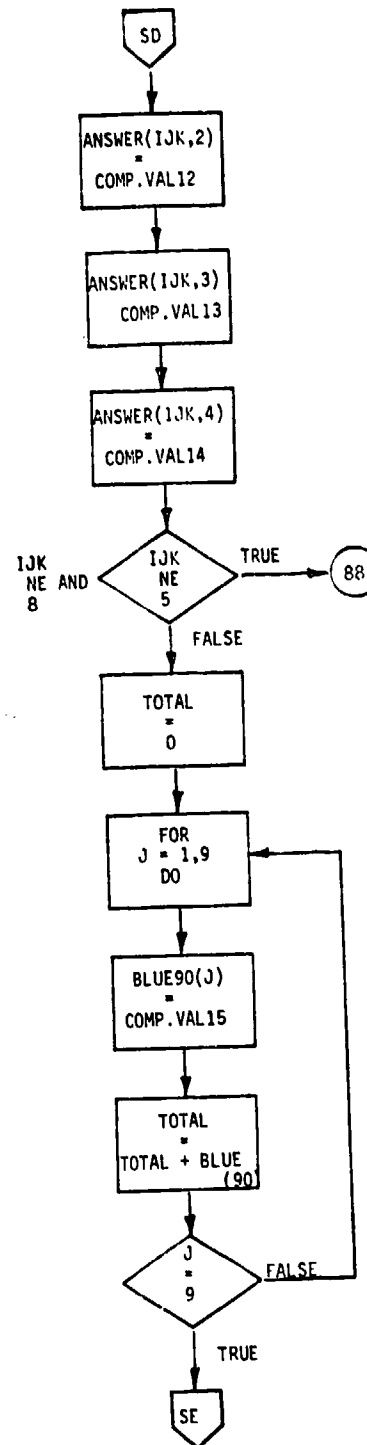 SD
ANSWER(IJK,2)
=
COMP.VAL12
ANSWER(IJK,3)
COMP.VAL13
ANSWER(IJK,4)
=
COMP.VAL14
IJK
NE AND
8
IJK
NE
5
TRUE
88
FALSE
TOTAL
=
0
FOR
J = 1,9
DO
BLUE90(J)
=
COMP.VAL15
TOTAL
=
TOTAL + BLUE
(90)
J
=
9
FALSE
TRUE
SE